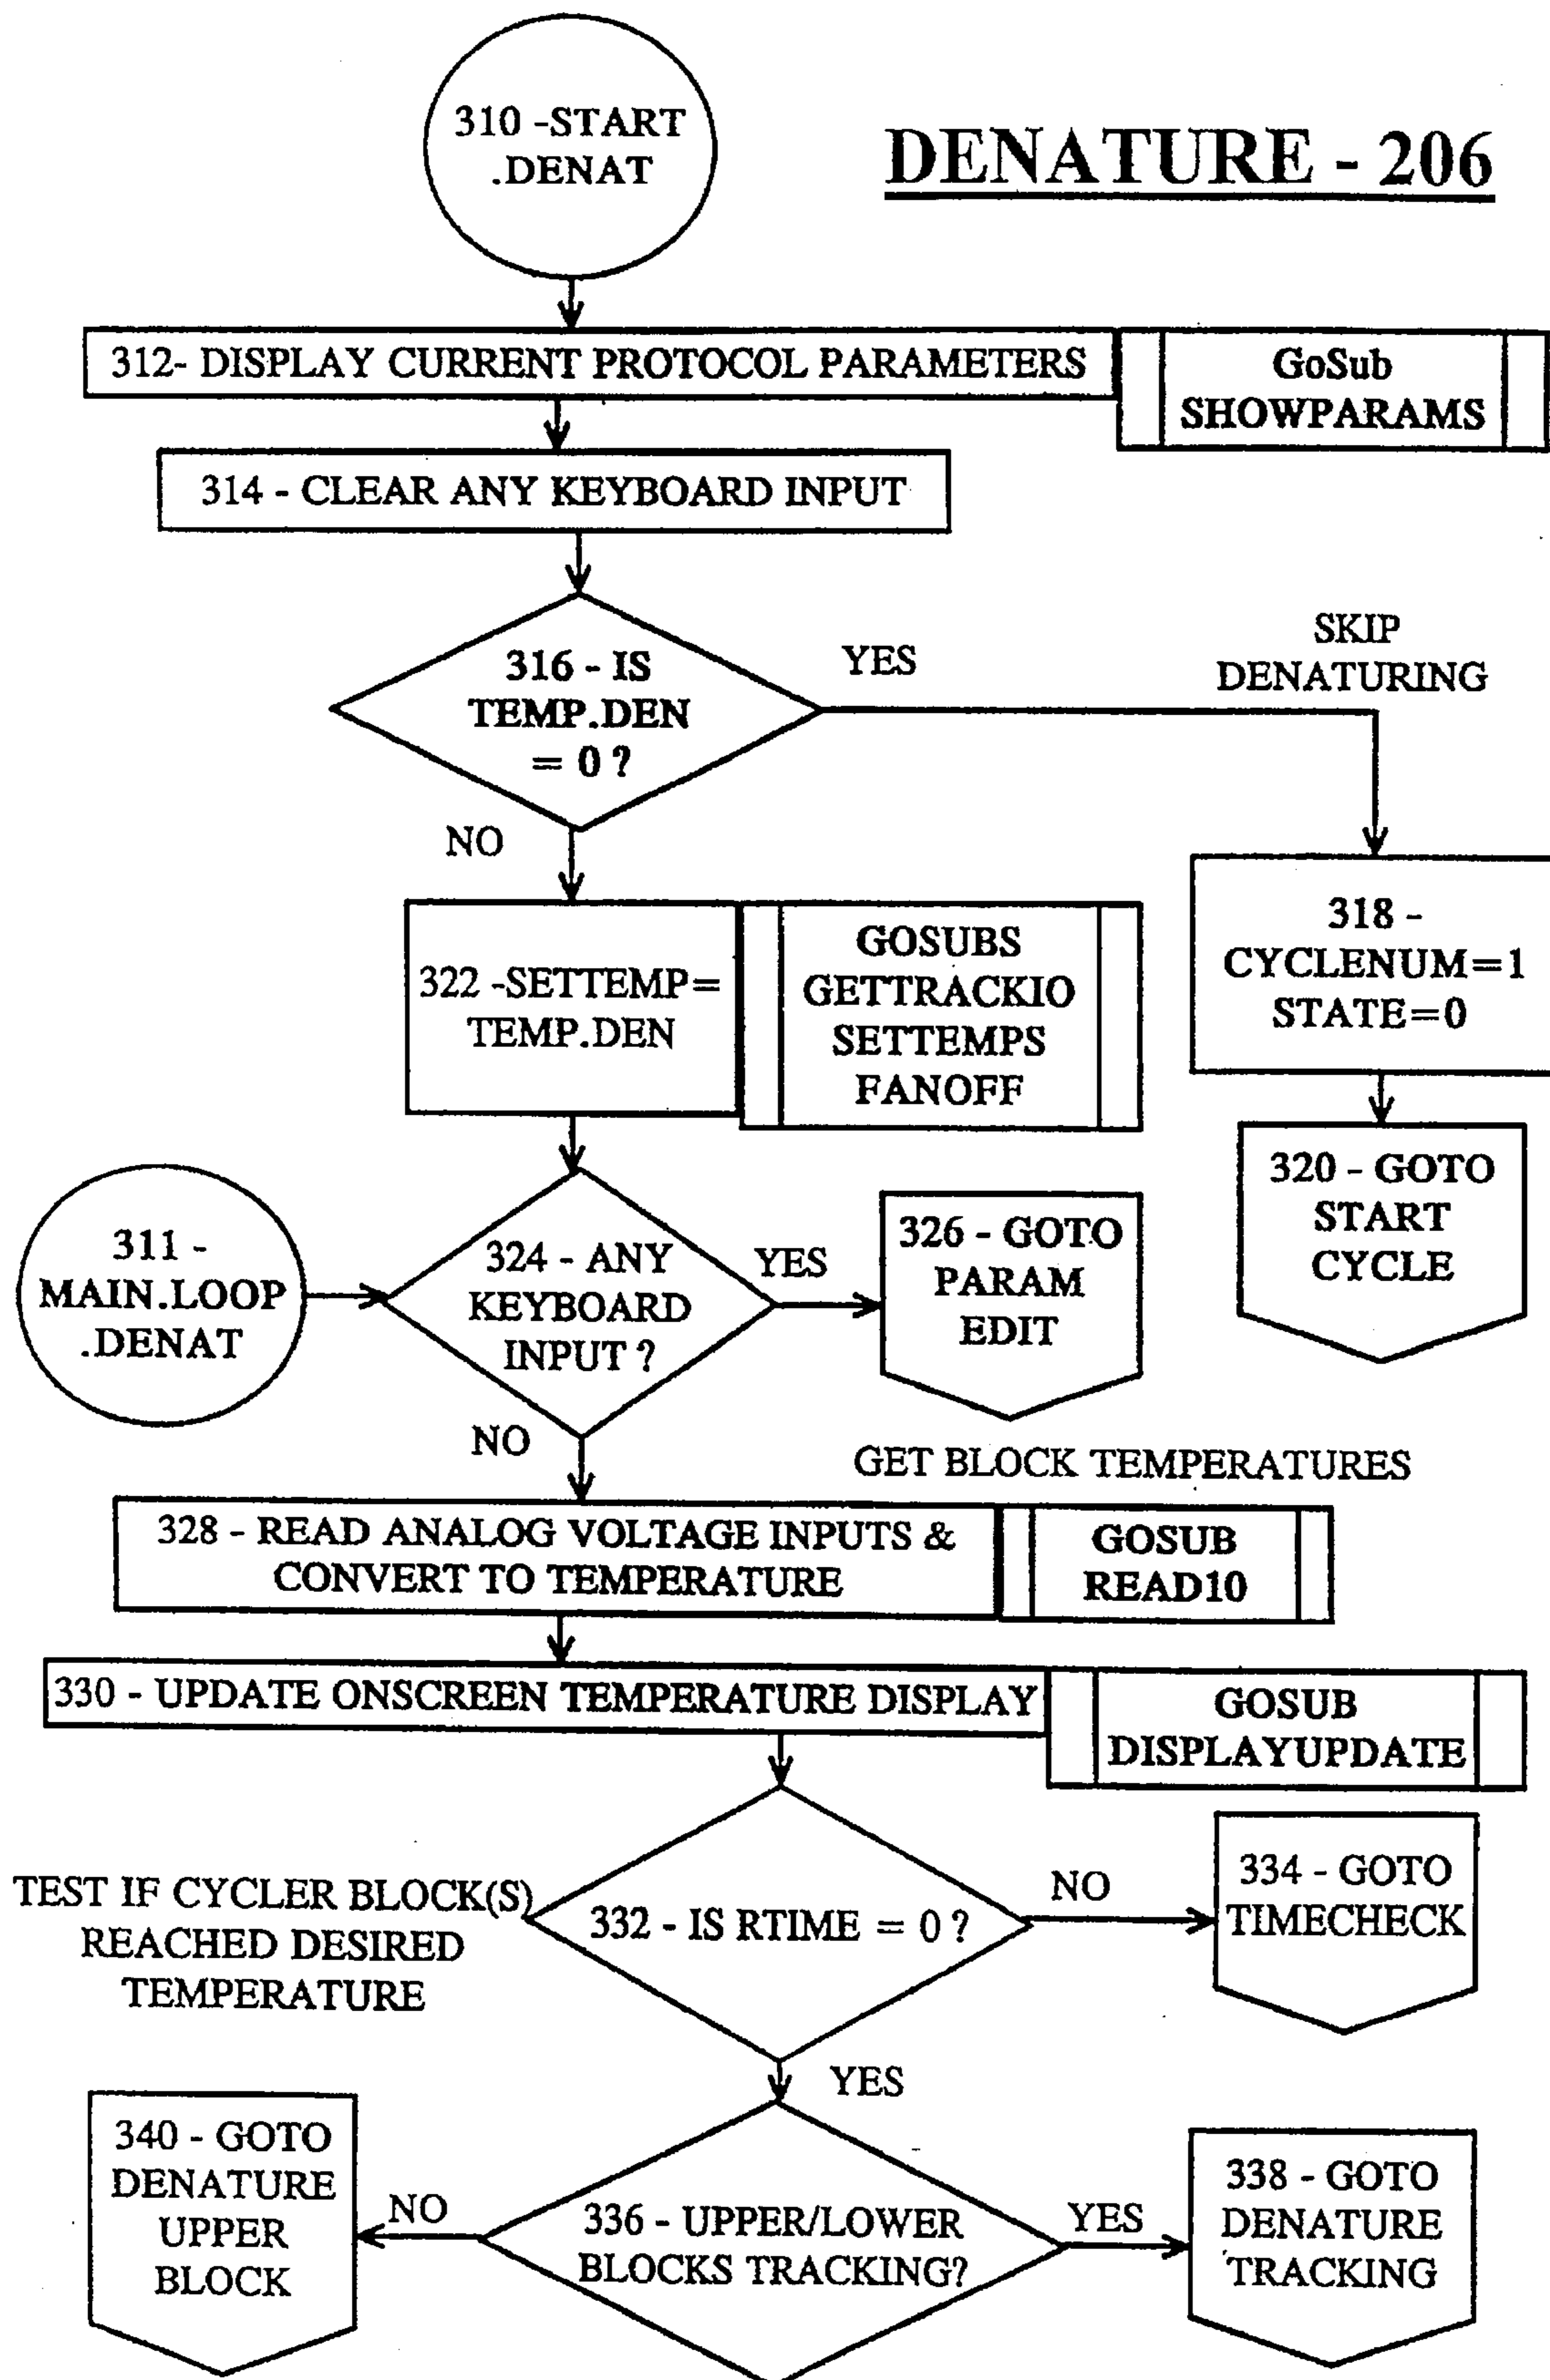 310 -START
.DENAT
DENATURE - 206
312- DISPLAY CURRENT PROTOCOL PARAMETERS
GoSub
SHOWPARAMS
314 - CLEAR ANY KEYBOARD INPUT
316 - IS
TEMP.DEN
= 0 ?
YES
SKIP
DENATURING
NO
318 -
CYCLENUM=1
STATE=0
322 -SETTEMP=
TEMP.DEN
GOSUBS
GETTRACKIO
SETTEMPS
FANOFF
320 - GOTO
START
CYCLE
311 -
MAIN.LOOP
.DENAT
324 - ANY
KEYBOARD
INPUT ?
YES
326 - GOTO
PARAM
EDIT
NO
GET BLOCK TEMPERATURES
328 - READ ANALOG VOLTAGE INPUTS &
CONVERT TO TEMPERATURE
GOSUB
READ10
330 - UPDATE ONSCREEN TEMPERATURE DISPLAY
GOSUB
DISPLAYUPDATE
TEST IF CYCLER BLOCK(S)
REACHED DESIRED
TEMPERATURE
332 - IS RTIME = 0 ?
NO
334 - GOTO
TIMECHECK
YES
340 - GOTO
DENATURE
UPPER
BLOCK
NO
336 - UPPER/LOWER
BLOCKS TRACKING?
YES
338 - GOTO
DENATURE
TRACKING